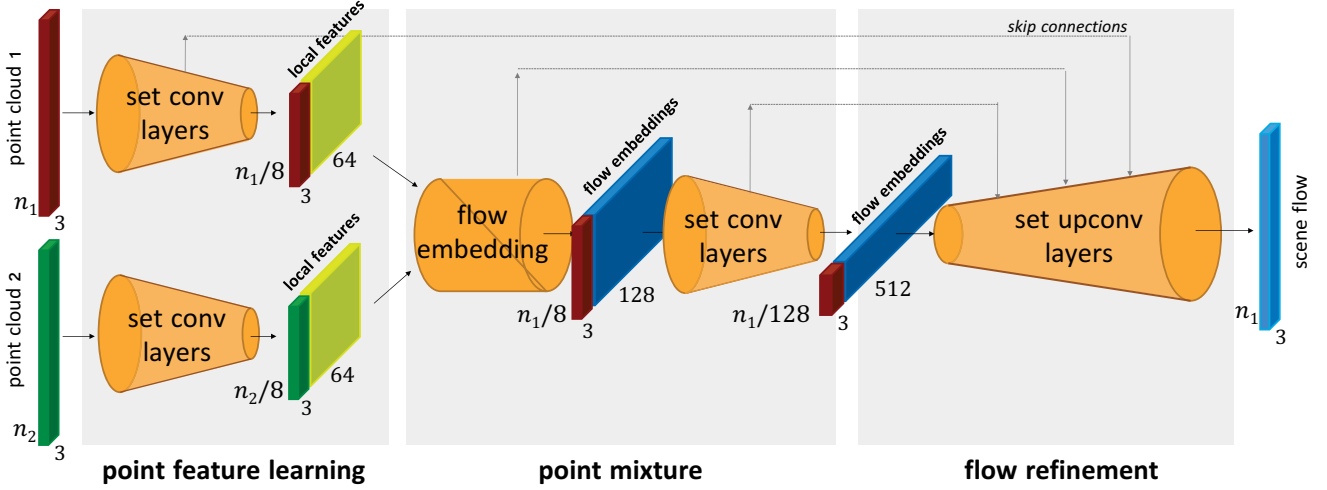 point cloud 1
n₁
3
set conv
layers
local features
n₁/8
3
64
point cloud 2
n₂
3
set conv
layers
local features
n₂/8
3
64
point feature learning
flow
embedding
flow embeddings
n₁/8
3
128
set conv
layers
flow embeddings
n₁/128
3
512
point mixture
skip connections
set upconv
layers
n₁
3
scene flow
flow refinement